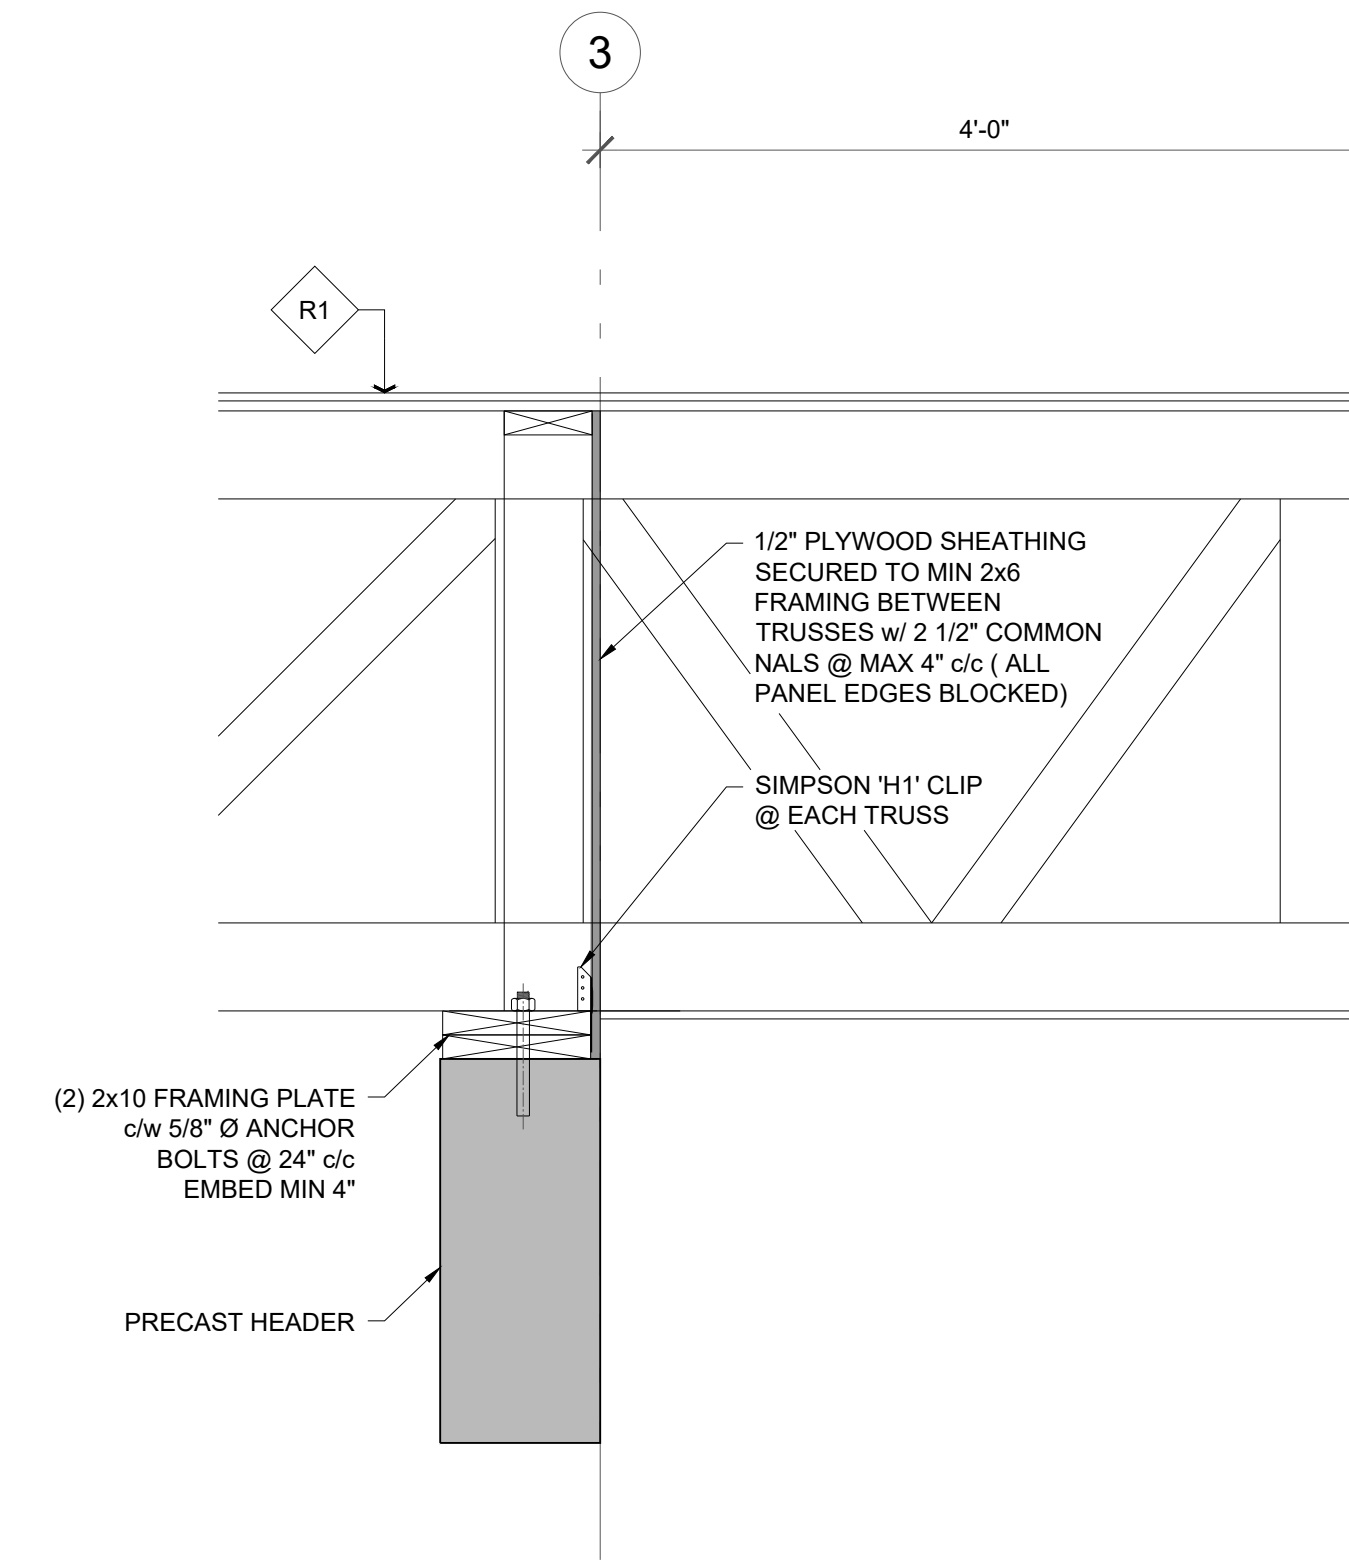 3
4'-0"
R1
1/2" PLYWOOD SHEATHING
SECURED TO MIN 2x6
FRAMING BETWEEN
TRUSSES w/ 2 1/2" COMMON
NALS @ MAX 4" c/c ( ALL
PANEL EDGES BLOCKED)
SIMPSON 'H1' CLIP
@ EACH TRUSS
(2) 2x10 FRAMING PLATE
c/w 5/8" Ø ANCHOR
BOLTS @ 24" c/c
EMBED MIN 4"
PRECAST HEADER